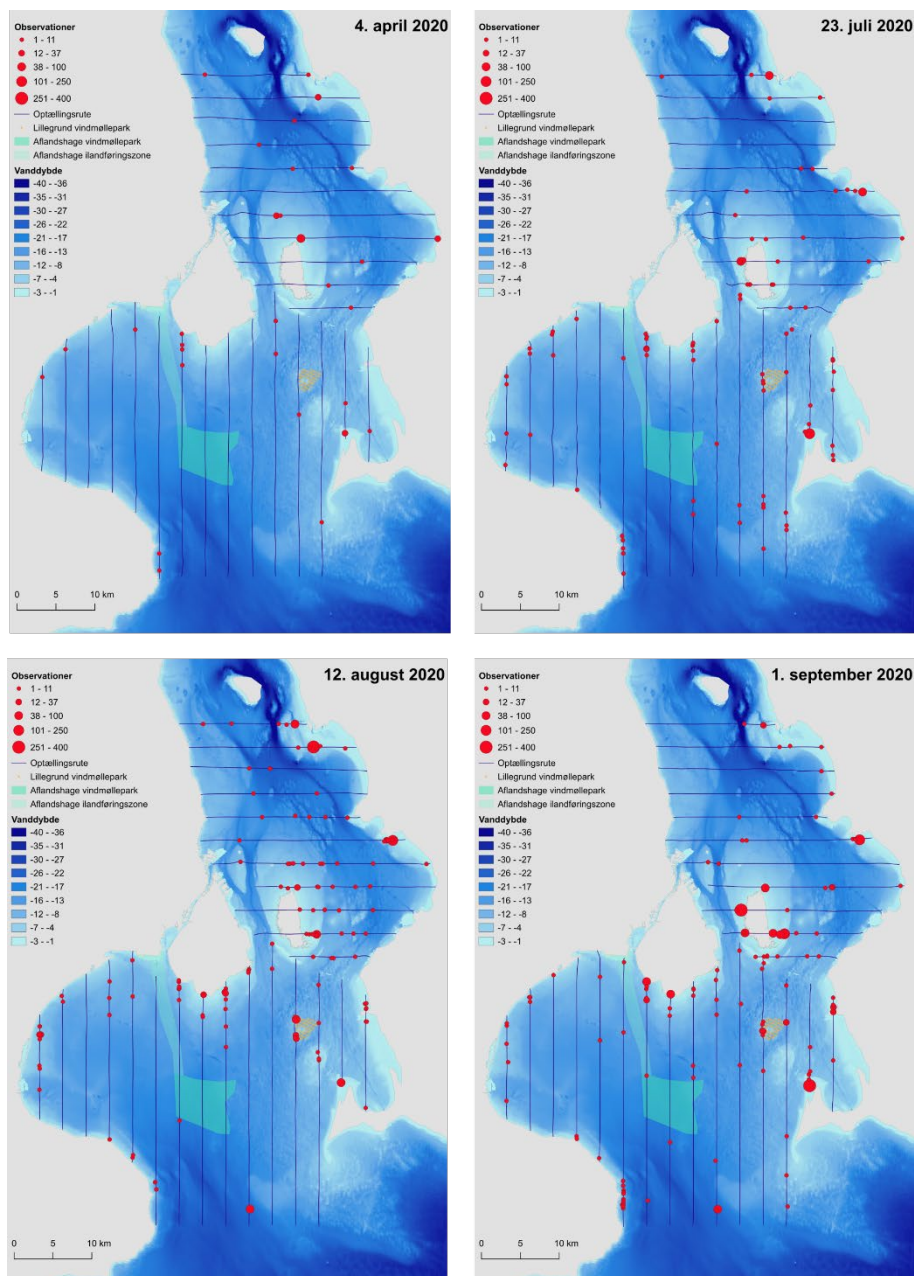 4. april 2020
Observationer
1 - 11
12 - 37
38 - 100
101 - 250
251 - 400
Optællingsrute
Lillegrund vindmøllepark
Aflandshage vindmøllepark
Aflandshage ilandføringszone
Vanddybde
-40 - -36
-35 - -31
-30 - -27
-26 - -22
-21 - -17
-16 - -13
-12 - -8
-7 - -4
-3 - -1
0 5 10 km
23. juli 2020
Observationer
1 - 11
12 - 37
38 - 100
101 - 250
251 - 400
Optællingsrute
Lillegrund vindmøllepark
Aflandshage vindmøllepark
Aflandshage ilandføringszone
Vanddybde
-40 - -36
-35 - -31
-30 - -27
-26 - -22
-21 - -17
-16 - -13
-12 - -8
-7 - -4
-3 - -1
0 5 10 km
12. august 2020
Observationer
1 - 11
12 - 37
38 - 100
101 - 250
251 - 400
Optællingsrute
Lillegrund vindmøllepark
Aflandshage vindmøllepark
Aflandshage ilandføringszone
Vanddybde
-40 - -36
-35 - -31
-30 - -27
-26 - -22
-21 - -17
-16 - -13
-12 - -8
-7 - -4
-3 - -1
0 5 10 km
1. september 2020
Observationer
1 - 11
12 - 37
38 - 100
101 - 250
251 - 400
Optællingsrute
Lillegrund vindmøllepark
Aflandshage vindmøllepark
Aflandshage ilandføringszone
Vanddybde
-40 - -36
-35 - -31
-30 - -27
-26 - -22
-21 - -17
-16 - -13
-12 - -8
-7 - -4
-3 - -1
0 5 10 km